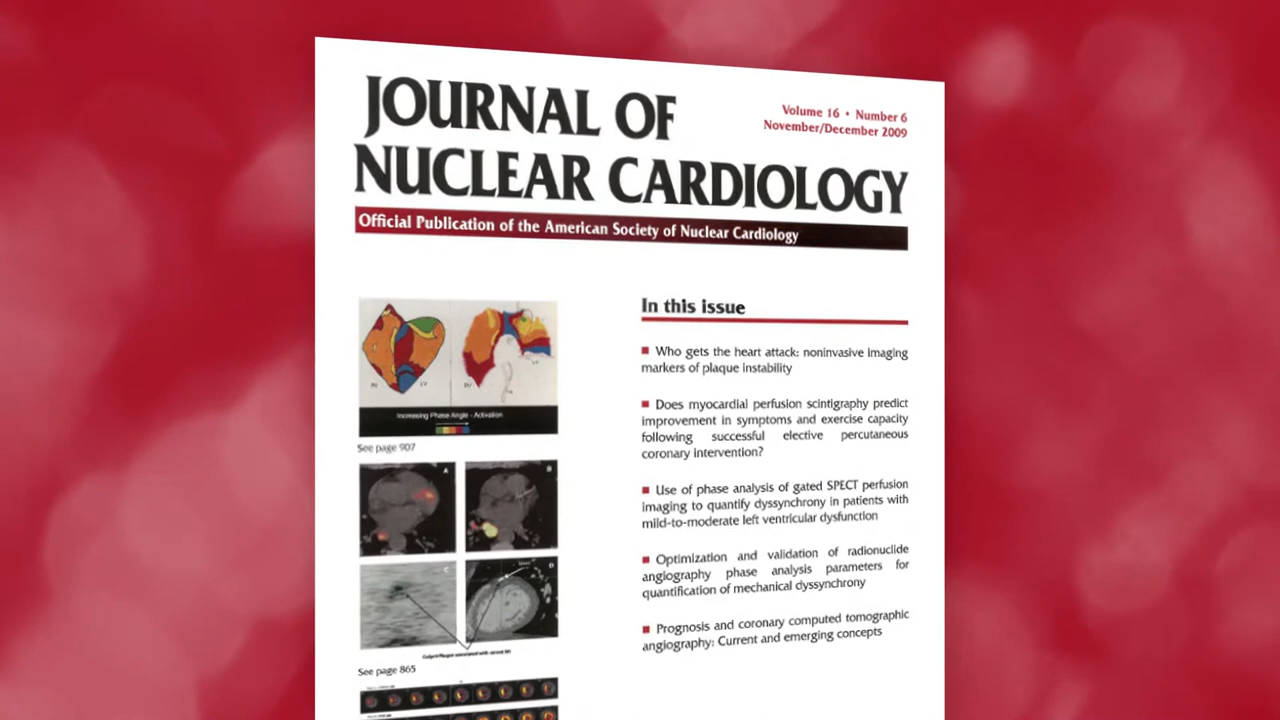 JOURNAL OF
NUCLEAR CARDIOLOGY
Volume 16 • Number 6
November/December 2009
Official Publication of the American Society of Nuclear Cardiology
Increasing Phase Angle - Activation
See page 907
A
B
C
D
See page 865
In this issue
Who gets the heart attack: noninvasive imaging
markers of plaque instability
Does myocardial perfusion scintigraphy predict
improvement in symptoms and exercise capacity
following successful elective percutaneous
coronary intervention?
Use of phase analysis of gated SPECT perfusion
imaging to quantify dyssynchrony in patients with
mild-to-moderate left ventricular dysfunction
Optimization and validation of radionuclide
angiography phase analysis parameters for
quantification of mechanical dyssynchrony
Prognosis and coronary computed tomographic
angiography: Current and emerging concepts